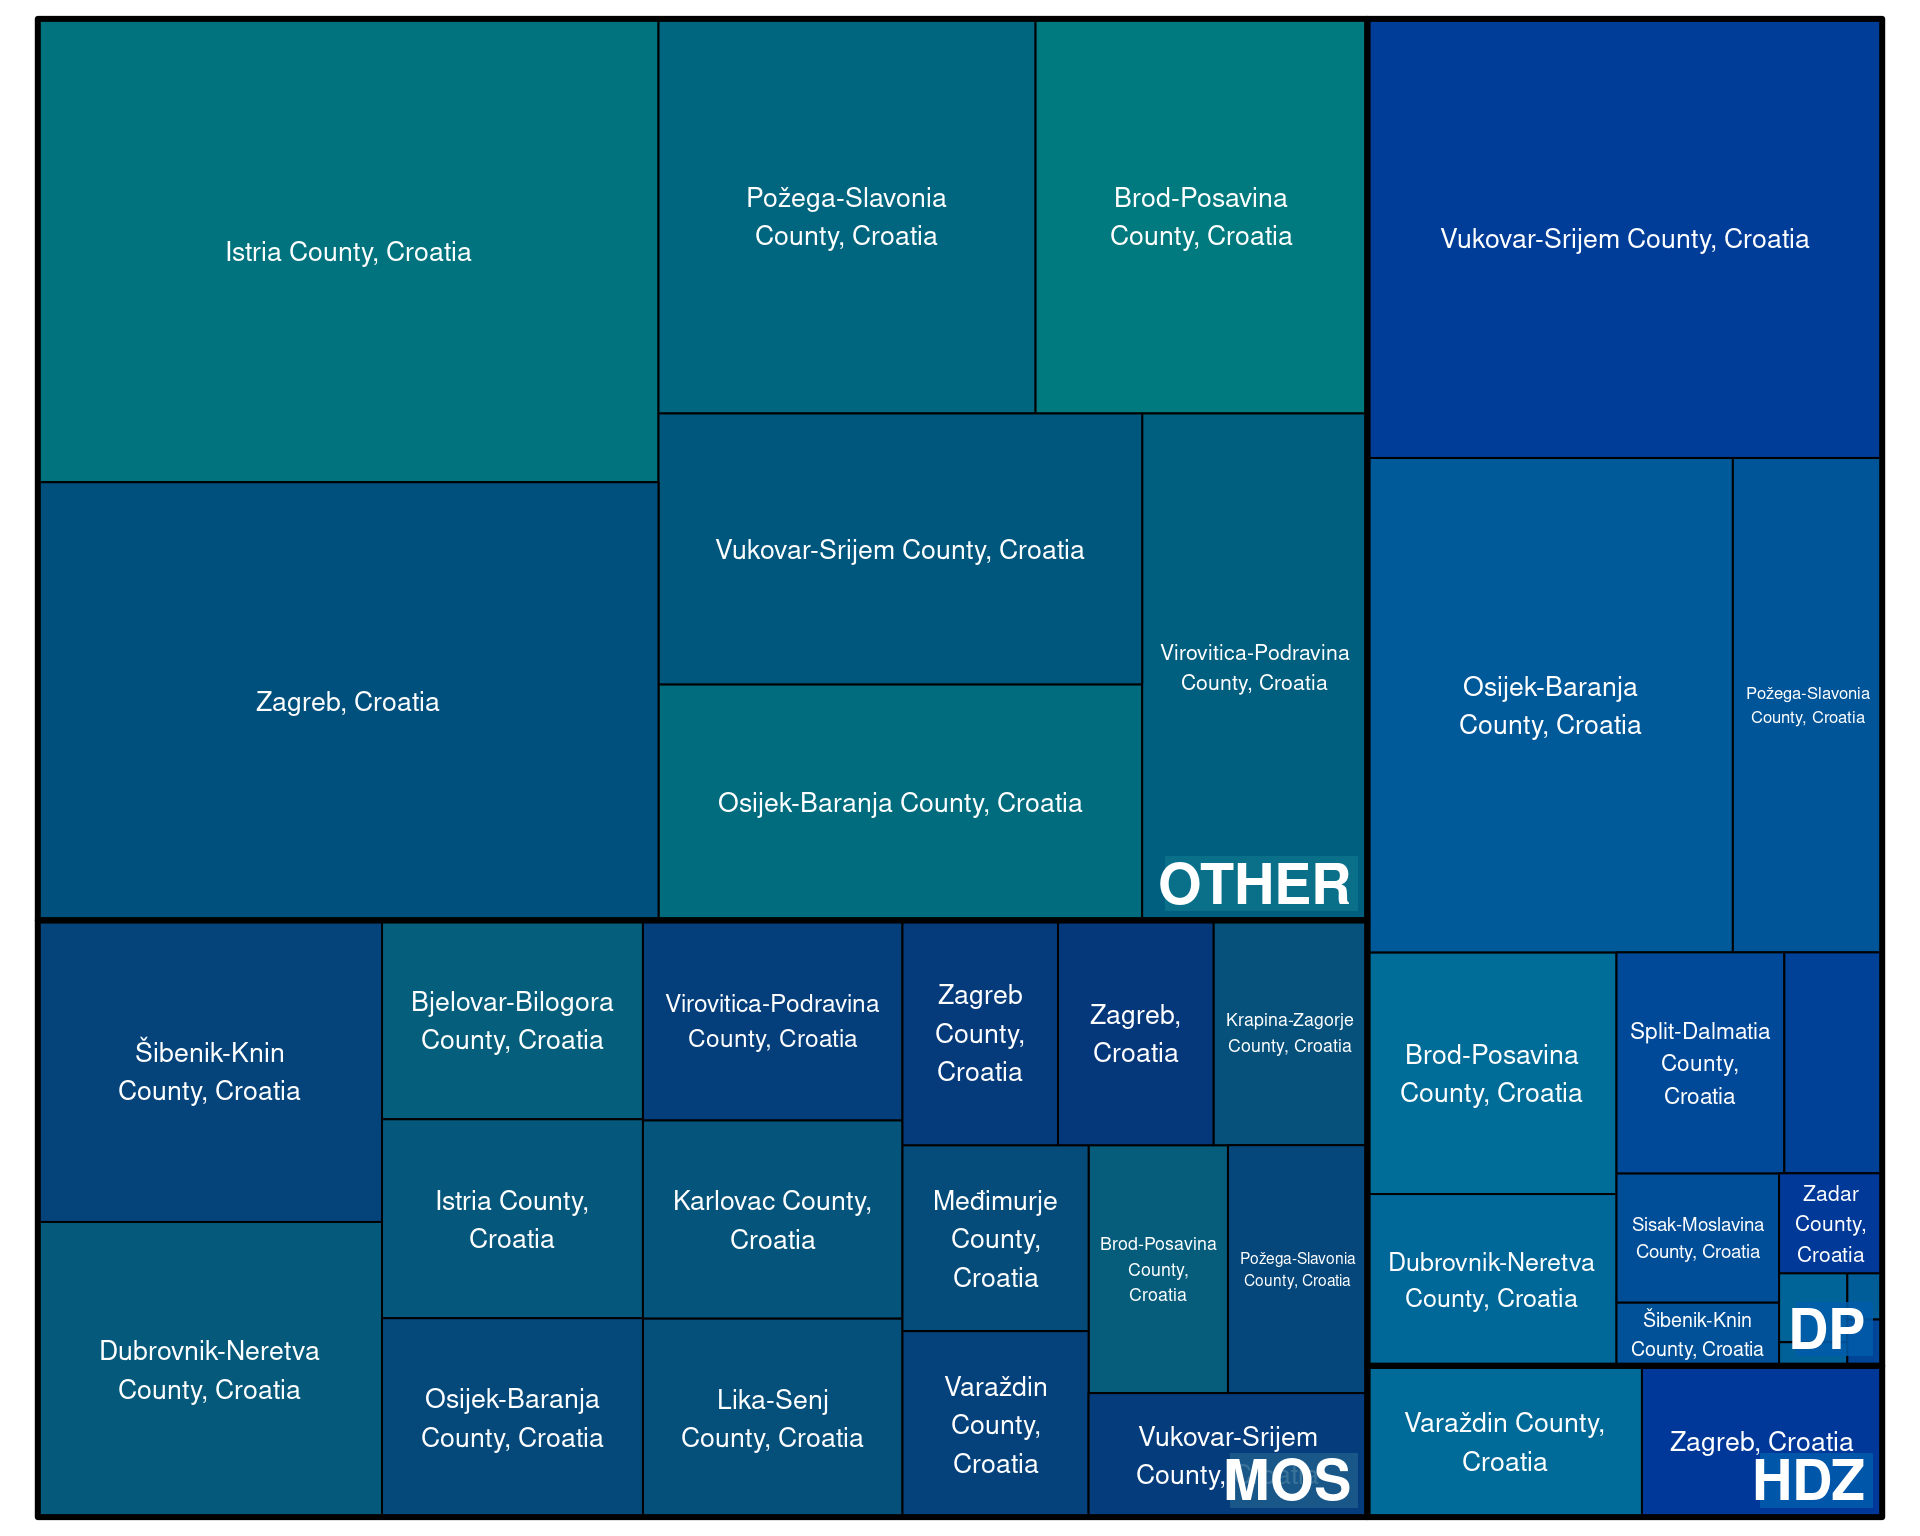 Istria County, Croatia
Požega-Slavonia
County, Croatia
Brod-Posavina
County, Croatia
Zagreb, Croatia
Vukovar-Srijem County, Croatia
Virovitica-Podravina
County, Croatia
Osijek-Baranja County, Croatia
OTHER
Vukovar-Srijem County, Croatia
Osijek-Baranja
County, Croatia
Požega-Slavonia
County, Croatia
Brod-Posavina
County, Croatia
Split-Dalmatia
County,
Croatia
Dubrovnik-Neretva
County, Croatia
Sisak-Moslavina
County, Croatia
Zadar
County,
Croatia
Šibenik-Knin
County, Croatia
DP
Šibenik-Knin
County, Croatia
Dubrovnik-Neretva
County, Croatia
Bjelovar-Bilogora
County, Croatia
Istria County,
Croatia
Osijek-Baranja
County, Croatia
Virovitica-Podravina
County, Croatia
Karlovac County,
Croatia
Lika-Senj
County, Croatia
Zagreb
County,
Croatia
Zagreb,
Croatia
Krapina-Zagorje
County, Croatia
Međimurje
County,
Croatia
Varaždin
County,
Croatia
Brod-Posavina
County,
Croatia
Požega-Slavonia
County, Croatia
Vukovar-Srijem
County,
MOS
Varaždin County,
Croatia
Zagreb, Croatia
HDZ